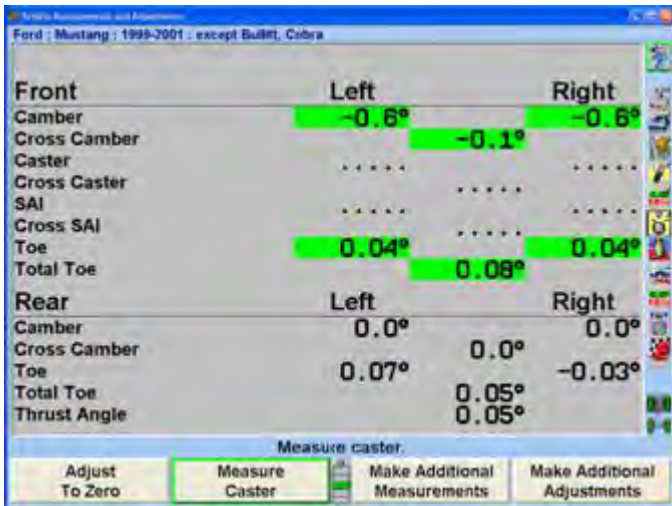 Ford : Mustang : 1999-2001 : except Bullitt, Cobra
Front Left Right
Camber -0.6° -0.6°
Cross Camber -0.1°
Caster ..... .....
Cross Caster .....
SAI ..... .....
Cross SAI .....
Toe 0.04° 0.04°
Total Toe 0.08°
Rear Left Right
Camber 0.0° 0.0°
Cross Camber 0.0°
Toe 0.07° -0.03°
Total Toe 0.05°
Thrust Angle 0.05°
Measure caster.
Adjust Measure Make Additional Make Additional
To Zero Caster Measurements Adjustments